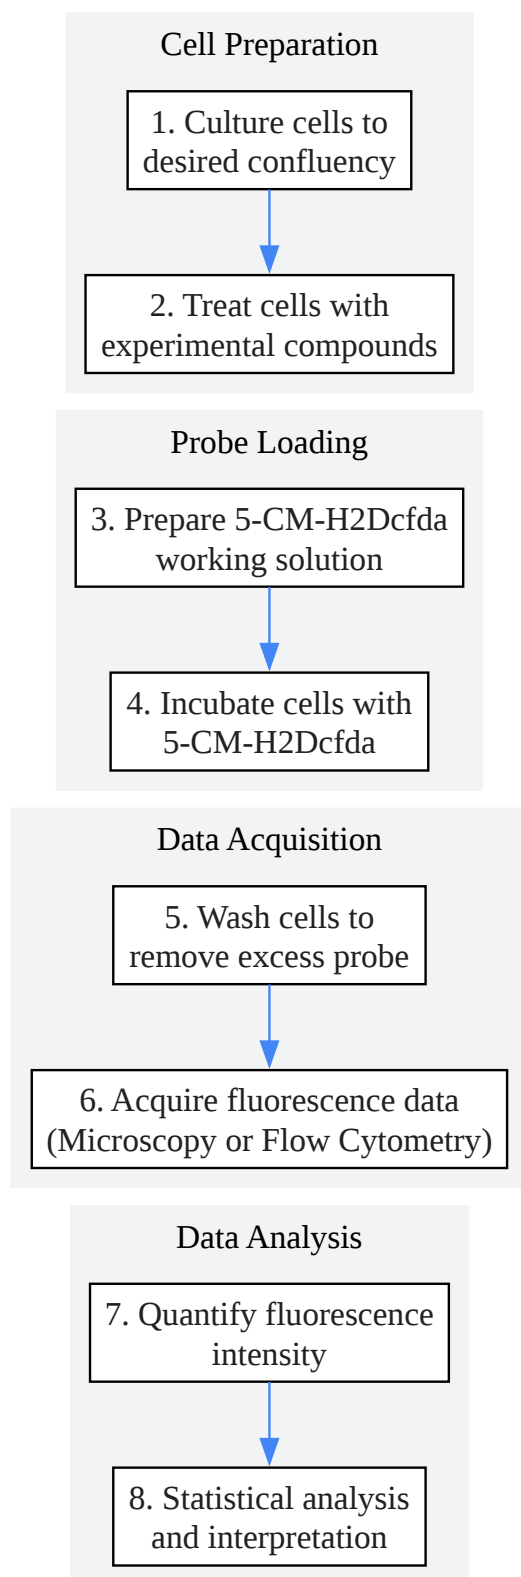 Cell Preparation
1. Culture cells to
desired confluency
2. Treat cells with
experimental compounds
Probe Loading
3. Prepare 5-CM-H2Dcfda
working solution
4. Incubate cells with
5-CM-H2Dcfda
Data Acquisition
5. Wash cells to
remove excess probe
6. Acquire fluorescence data
(Microscopy or Flow Cytometry)
Data Analysis
7. Quantify fluorescence
intensity
8. Statistical analysis
and interpretation